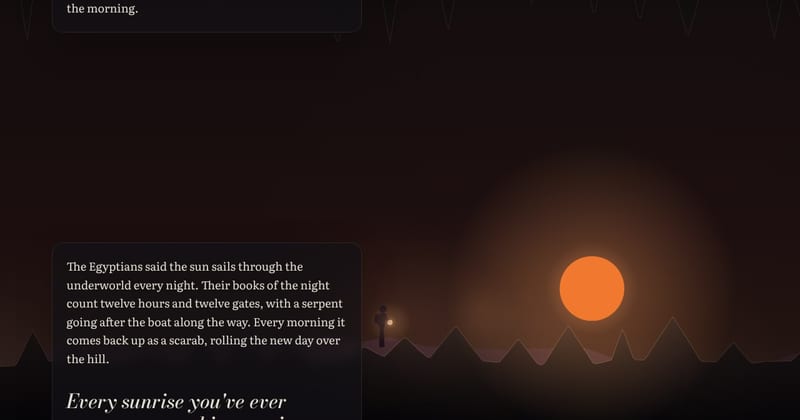 the morning.
The Egyptians said the sun sails through the
underworld every night. Their books of the night
count twelve hours and twelve gates, with a serpent
going after the boat along the way. Every morning it
comes back up as a scarab, rolling the new day over
the hill.
Every sunrise you've ever